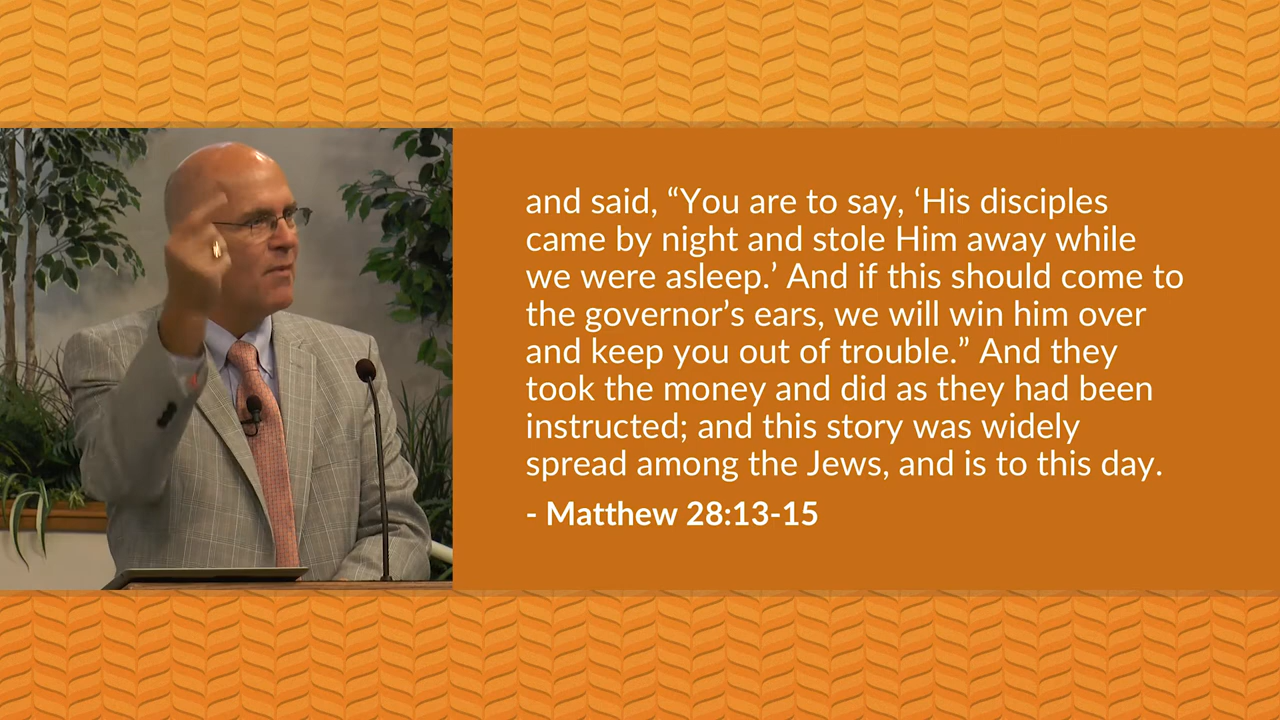 and said, “You are to say, ‘His disciples
came by night and stole Him away while
we were asleep.’ And if this should come to
the governor’s ears, we will win him over
and keep you out of trouble.” And they
took the money and did as they had been
instructed; and this story was widely
spread among the Jews, and is to this day.
- Matthew 28:13-15